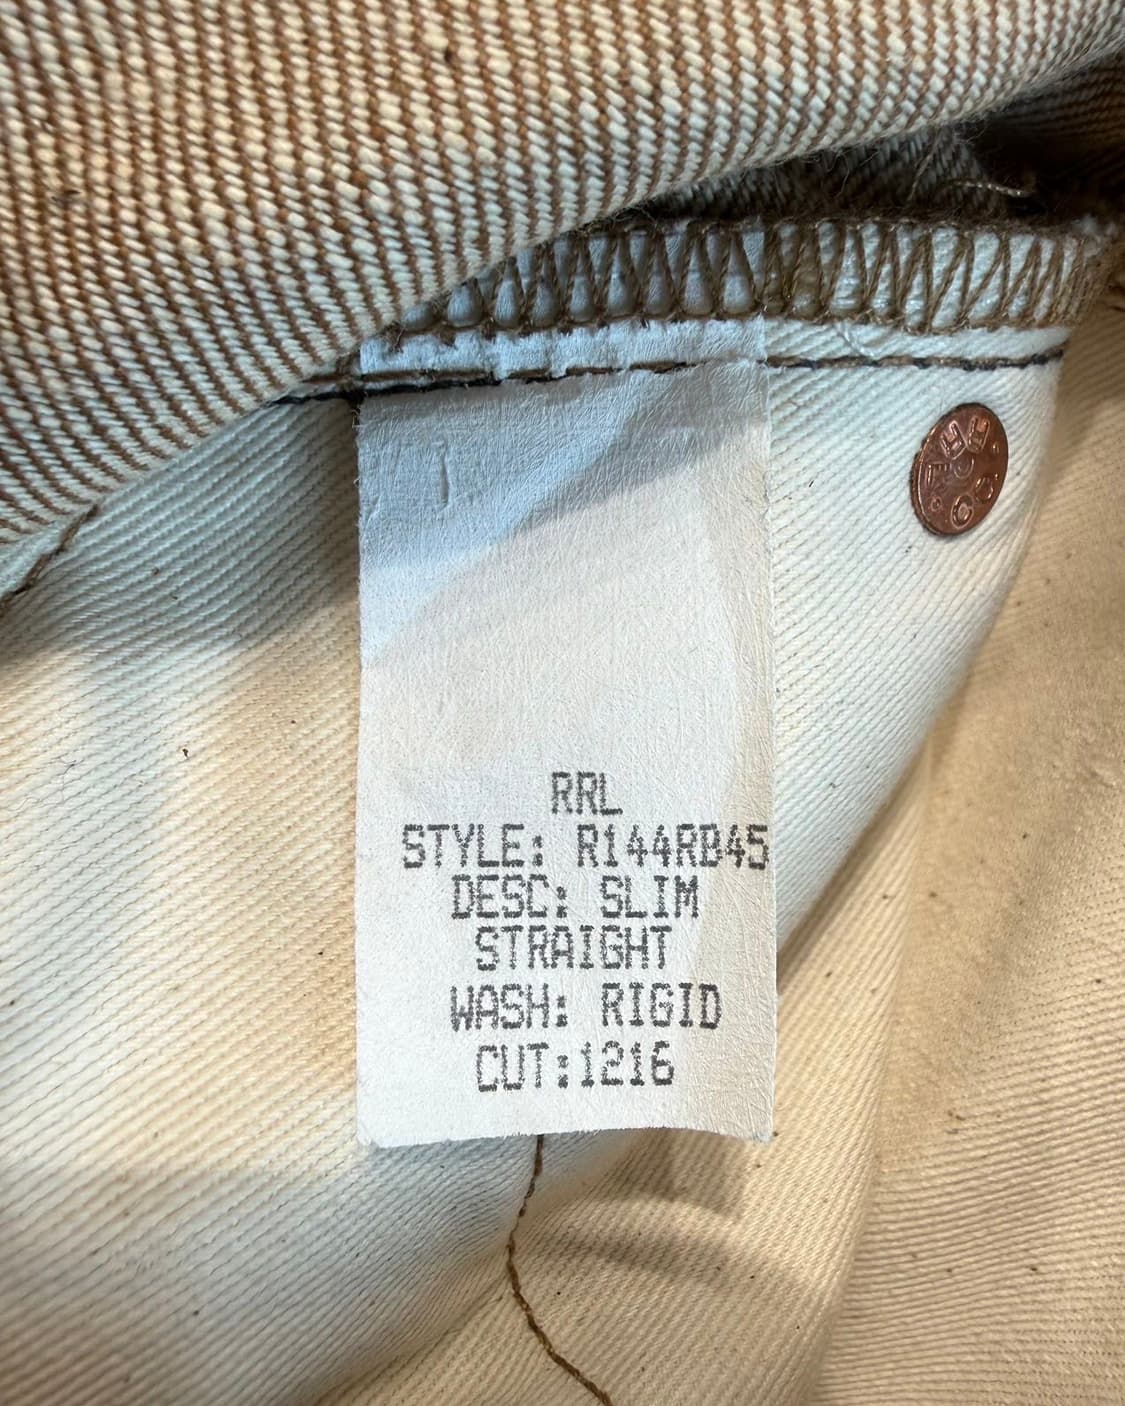 RRL
STYLE: R144RB45
DESC: SLIM
STRAIGHT
WASH: RIGID
CUT:1216